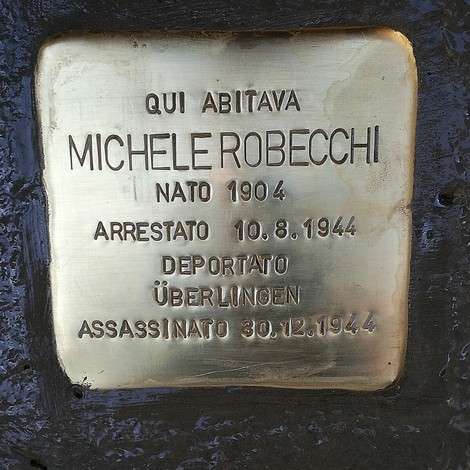 QUI ABITAVA
MICHELE ROBECCHI
NATO 1904
ARRESTATO 10.8.1944
DEPORTATO
ÜBERLINGEN
ASSASSINATO 30.12.1944